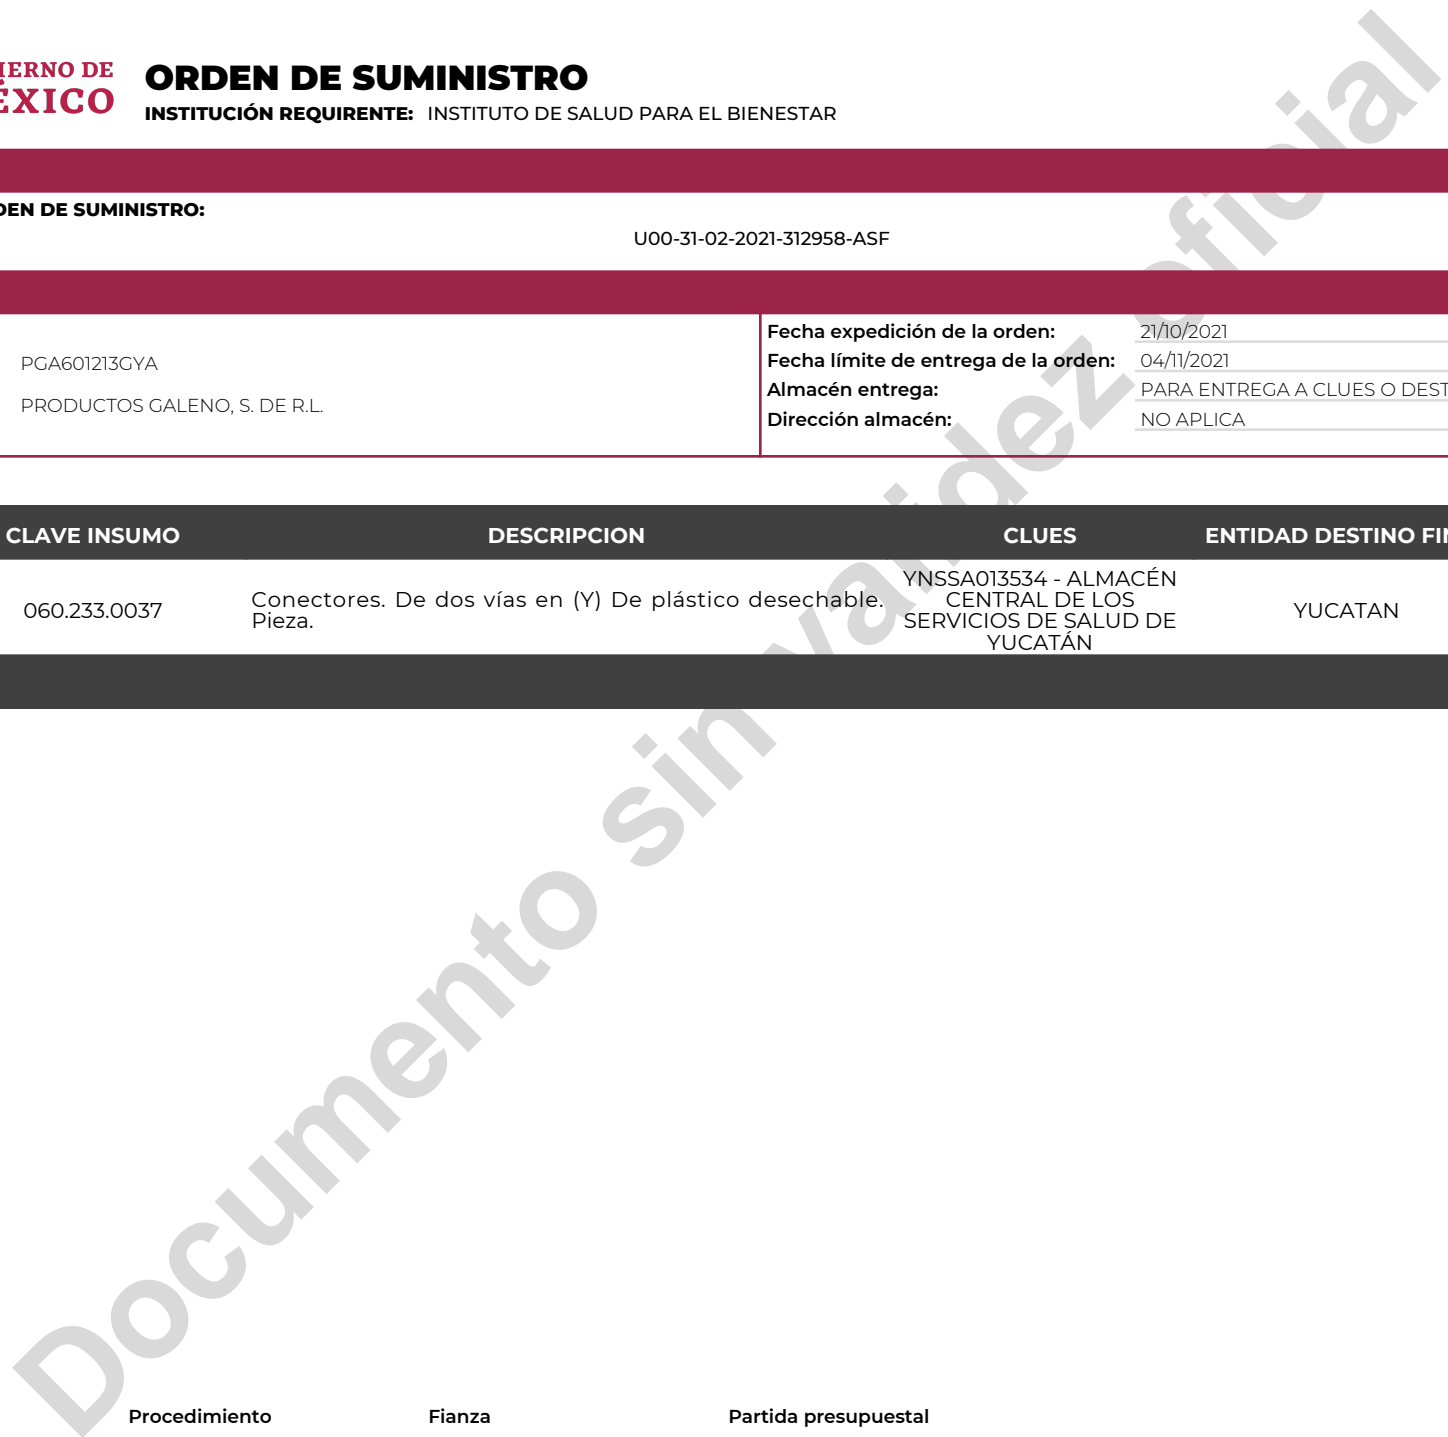 IERNO DE
ÉXICO
ORDEN DE SUMINISTRO
INSTITUCIÓN REQUIRENTE: INSTITUTO DE SALUD PARA EL BIENESTAR
DEN DE SUMINISTRO:
U00-31-02-2021-312958-ASF
PGA601213GYA
PRODUCTOS GALENO, S. DE R.L.
Fecha expedición de la orden: 21/10/2021
Fecha límite de entrega de la orden: 04/11/2021
Almacén entrega: PARA ENTREGA A CLUES O DEST
Dirección almacén: NO APLICA
CLAVE INSUMO DESCRIPCION CLUES ENTIDAD DESTINO FIN
060.233.0037
Conectores. De dos vías en (Y) De plástico desechable.
Pieza.
YNSSA013534 - ALMACÉN
CENTRAL DE LOS
SERVICIOS DE SALUD DE
YUCATÁN
YUCATAN
Documento sin validez oficial
Procedimiento Fianza Partida presupuestal